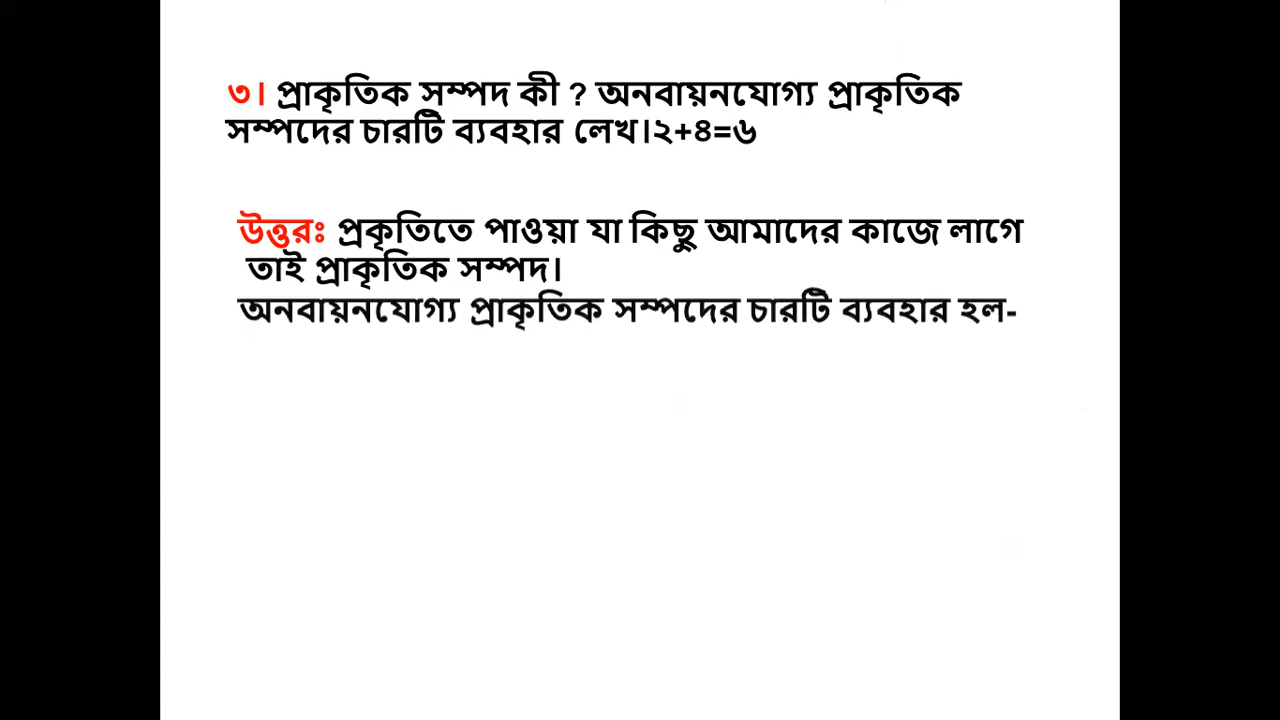 ৩। প্রাকৃতিক সম্পদ কী ? অনবায়নযোগ্য প্রাকৃতিক
সম্পদের চারটি ব্যবহার লেখ।২+৪=৬
উত্তরঃ প্রকৃতিতে পাওয়া যা কিছু আমাদের কাজে লাগে
তাই প্রাকৃতিক সম্পদ।
অনবায়নযোগ্য প্রাকৃতিক সম্পদের চারটি ব্যবহার হল-